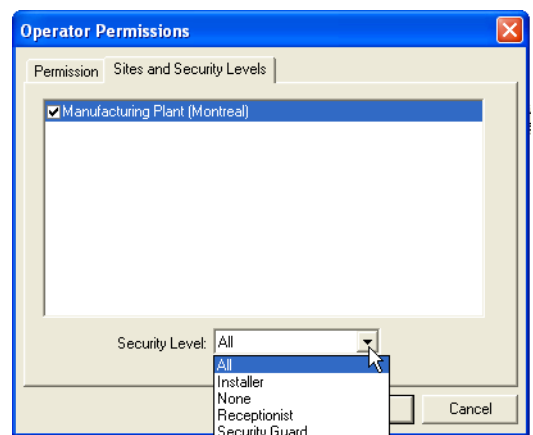 Operator Permissions
Permission
Sites and Security Levels
Manufacturing Plant (Montreal)
Security Level: All
All
Installer
None
Receptionist
Security Guard
Cancel